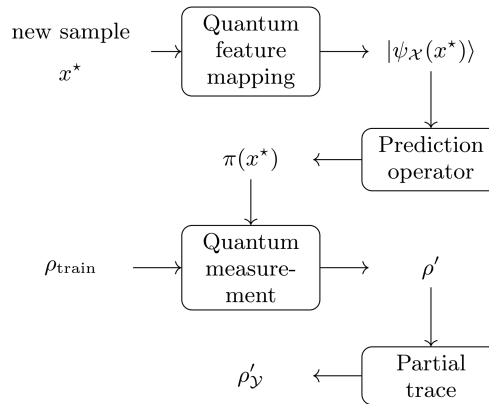 new sample
x⋆
Quantum
feature
mapping
|ψ𝒳(x⋆)⟩
Prediction
operator
π(x⋆)
ρtrain
Quantum
measure-
ment
ρ′
Partial
trace
ρ′𝒴